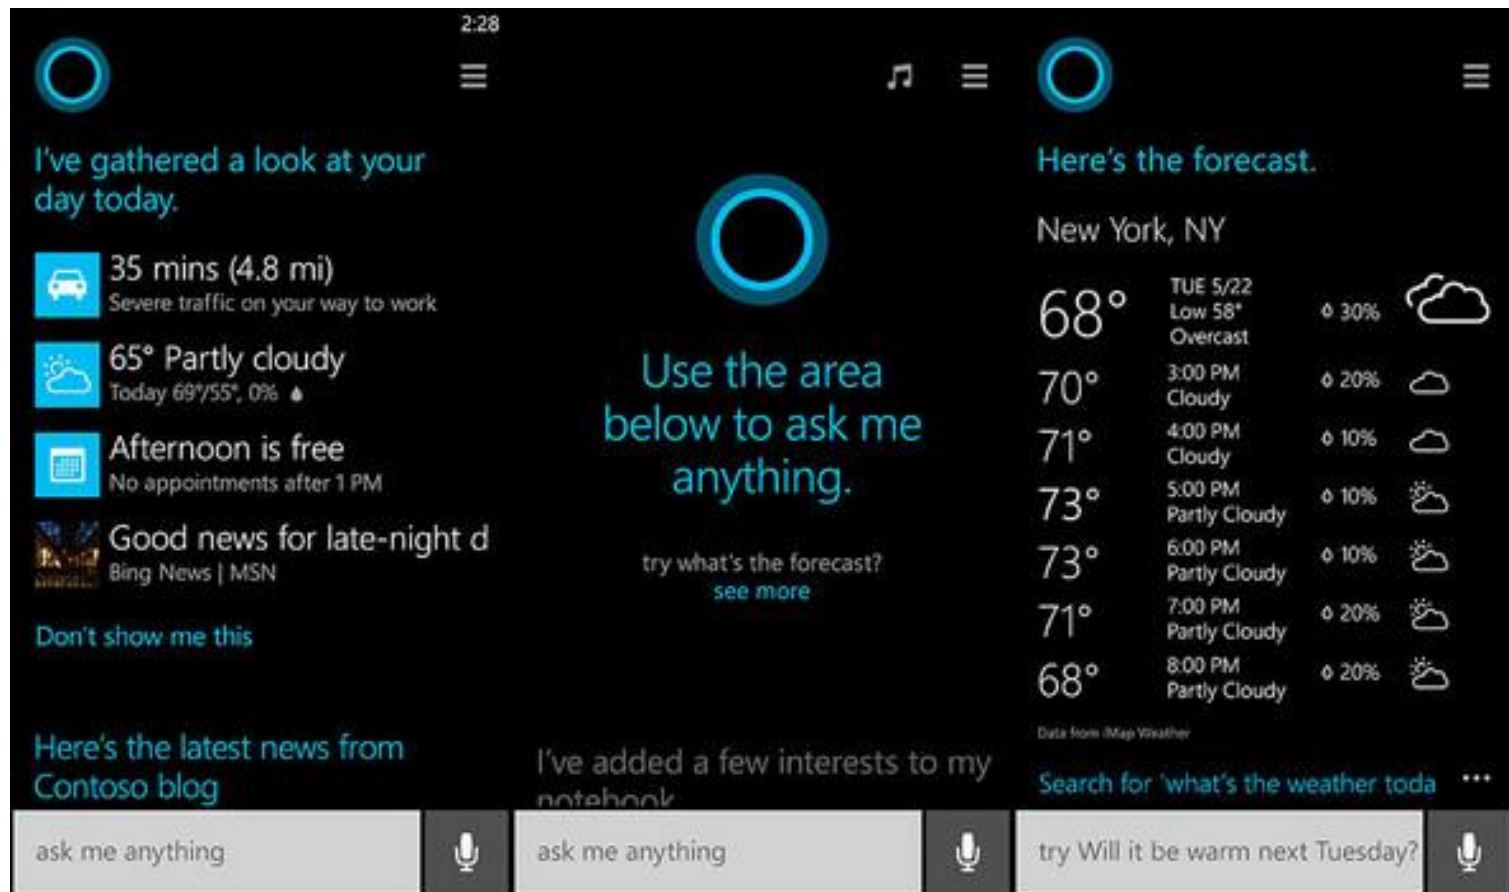 2:28
I've gathered a look at your
day today.
35 mins (4.8 mi)
Severe traffic on your way to work
65° Partly cloudy
Today 69°/55°, 0%
Afternoon is free
No appointments after 1 PM
Good news for late-night d
Bing News | MSN
Don't show me this
Here's the latest news from
Contoso blog
ask me anything
Use the area
below to ask me
anything.
try what's the forecast?
see more
I've added a few interests to my
notebook
ask me anything
Here's the forecast.
New York, NY
68°
TUE 5/22
Low 58°
Overcast
30%
70°
3:00 PM
Cloudy
20%
71°
4:00 PM
Cloudy
10%
73°
5:00 PM
Partly Cloudy
10%
73°
6:00 PM
Partly Cloudy
10%
71°
7:00 PM
Partly Cloudy
20%
68°
8:00 PM
Partly Cloudy
20%
Data from iMap Weather
Search for 'what's the weather toda ...
try Will it be warm next Tuesday?